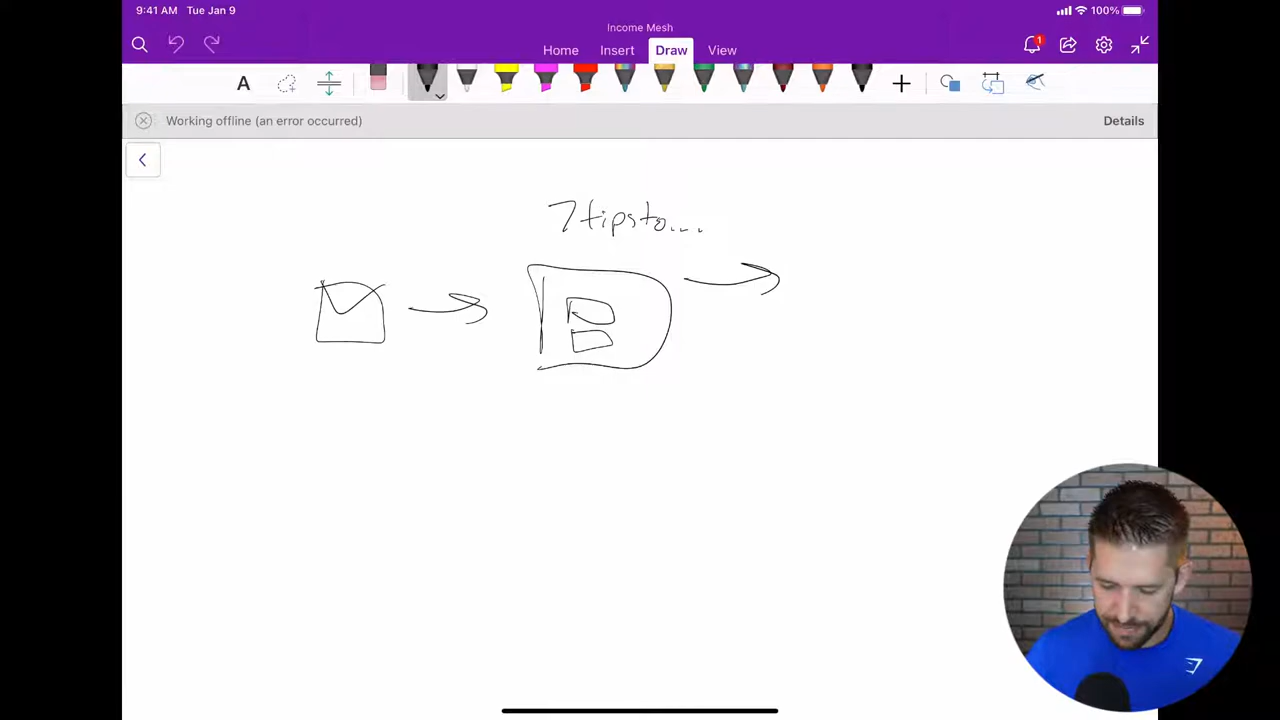 9:41 AM Tue Jan 9
100%
Income Mesh
1
Home Insert Draw View
A
Working offline (an error occurred)
Details
7 tips to...